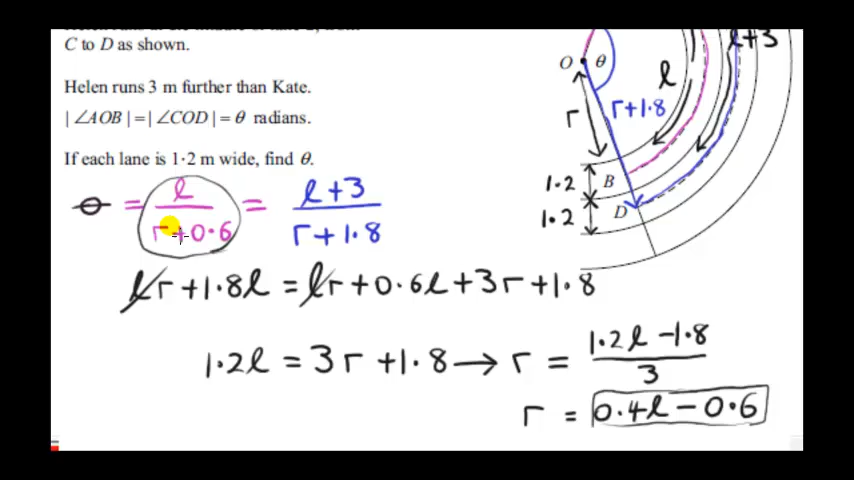 C to D as shown.
Helen runs 3 m further than Kate.
|∠AOB|=|∠COD|=θ radians.
If each lane is 1·2 m wide, find θ.
θ = l/(r+0.6) = (l+3)/(r+1.8)
lr+1.8l = lr+0.6l+3r+1.8
1.2l = 3r+1.8 → r = (1.2l-1.8)/3
r = 0.4l-0.6
l+3
O θ
l
r+1.8
r
1.2 B
1.2 D